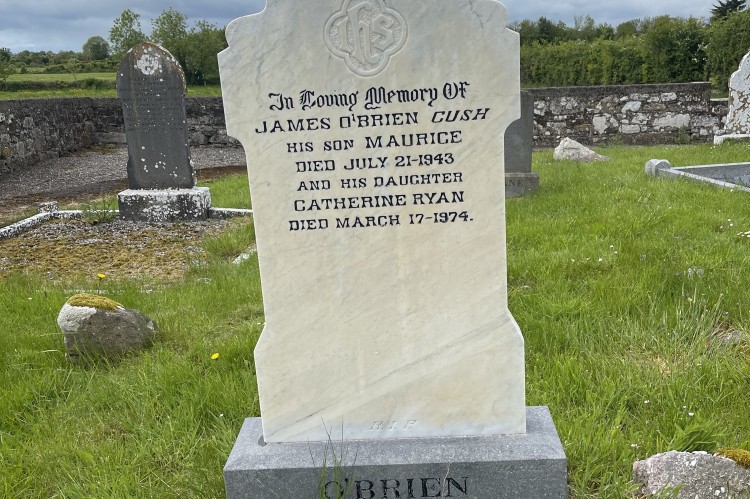 IHS
In Loving Memory Of
JAMES O'BRIEN CUSH
HIS SON MAURICE
DIED JULY 21-1943
AND HIS DAUGHTER
CATHERINE RYAN
DIED MARCH 17-1974.
R.I.P
O'BRIEN